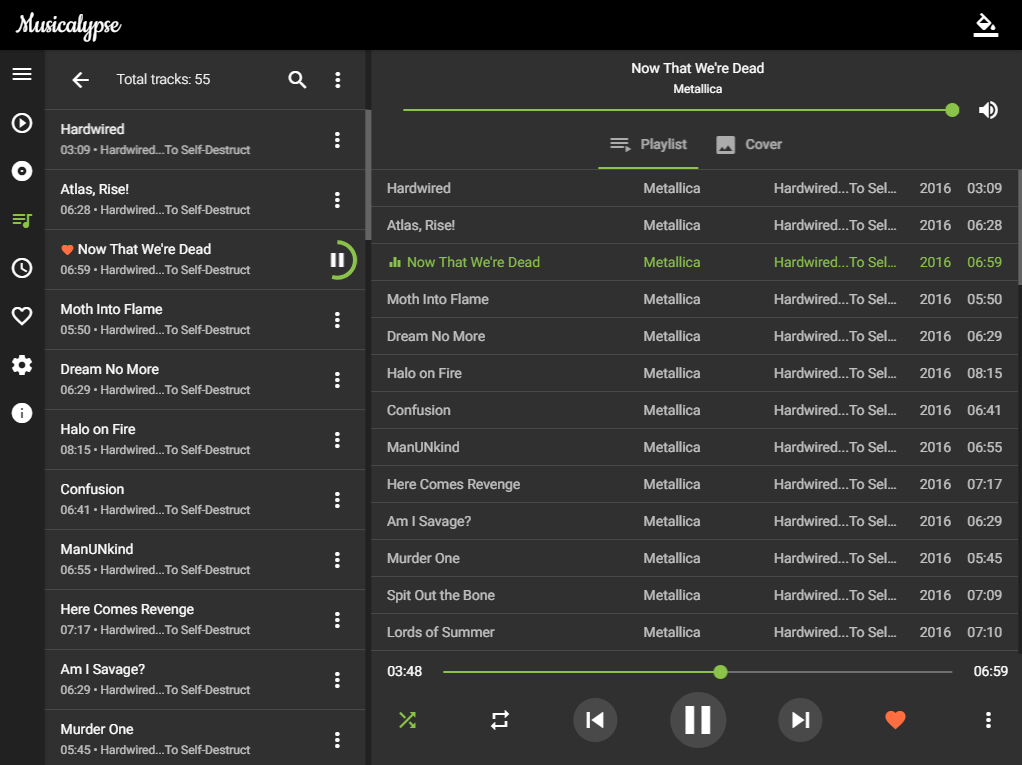 Musicalypse
Total tracks: 55
Hardwired
03:09 • Hardwired...To Self-Destruct
Atlas, Rise!
06:28 • Hardwired...To Self-Destruct
Now That We're Dead
06:59 • Hardwired...To Self-Destruct
Moth Into Flame
05:50 • Hardwired...To Self-Destruct
Dream No More
06:29 • Hardwired...To Self-Destruct
Halo on Fire
08:15 • Hardwired...To Self-Destruct
Confusion
06:41 • Hardwired...To Self-Destruct
ManUNkind
06:55 • Hardwired...To Self-Destruct
Here Comes Revenge
07:17 • Hardwired...To Self-Destruct
Am I Savage?
06:29 • Hardwired...To Self-Destruct
Murder One
05:45 • Hardwired...To Self-Destruct
Now That We're Dead
Metallica
Playlist Cover
Hardwired Metallica Hardwired...To Sel... 2016 03:09
Atlas, Rise! Metallica Hardwired...To Sel... 2016 06:28
Now That We're Dead Metallica Hardwired...To Sel... 2016 06:59
Moth Into Flame Metallica Hardwired...To Sel... 2016 05:50
Dream No More Metallica Hardwired...To Sel... 2016 06:29
Halo on Fire Metallica Hardwired...To Sel... 2016 08:15
Confusion Metallica Hardwired...To Sel... 2016 06:41
ManUNkind Metallica Hardwired...To Sel... 2016 06:55
Here Comes Revenge Metallica Hardwired...To Sel... 2016 07:17
Am I Savage? Metallica Hardwired...To Sel... 2016 06:29
Murder One Metallica Hardwired...To Sel... 2016 05:45
Spit Out the Bone Metallica Hardwired...To Sel... 2016 07:09
Lords of Summer Metallica Hardwired...To Sel... 2016 07:10
03:48 06:59